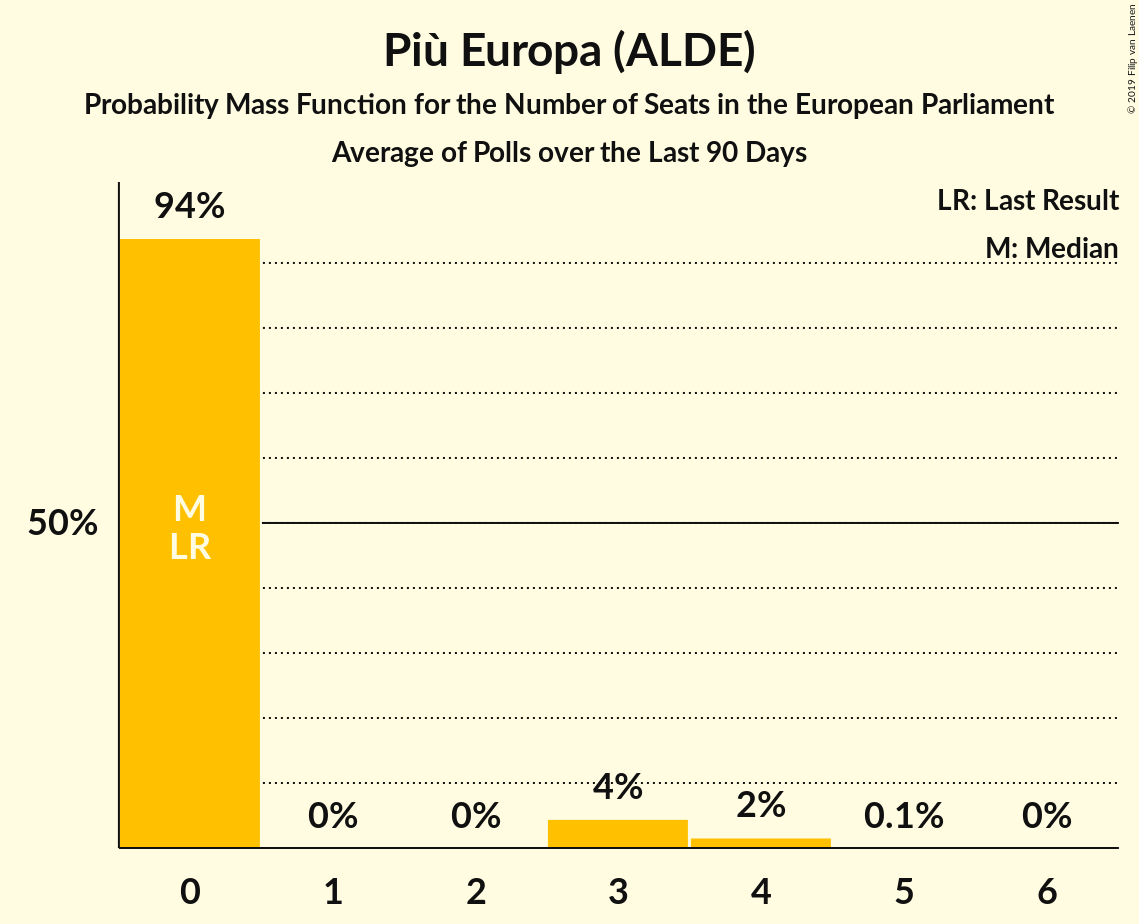 Più Europa (ALDE)
Probability Mass Function for the Number of Seats in the European Parliament
Average of Polls over the Last 90 Days
© 2019 Filip van Laenen
LR: Last Result
M: Median
94%
M
LR
50%
0%
0%
4%
2%
0.1%
0%
0
1
2
3
4
5
6